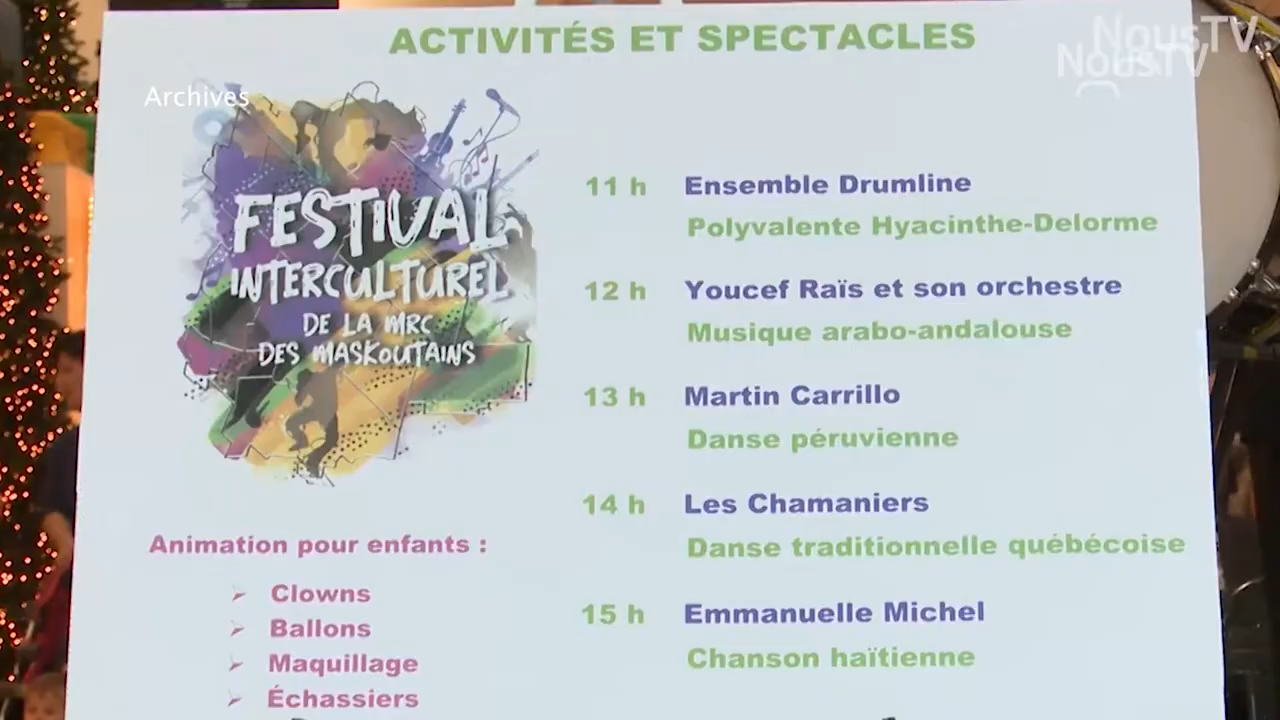 ACTIVITÉS ET SPECTACLES
NousTV
NousTV
Archives
FESTIVAL
INTERCULTUREL
DE LA MRC
DES MASKOUTAINS
11 h Ensemble Drumline
Polyvalente Hyacinthe-Delorme
12 h Youcef Raïs et son orchestre
Musique arabo-andalouse
13 h Martin Carrillo
Danse péruvienne
14 h Les Chamaniers
Danse traditionnelle québécoise
15 h Emmanuelle Michel
Chanson haïtienne
Animation pour enfants :
Clowns
Ballons
Maquillage
Échassiers